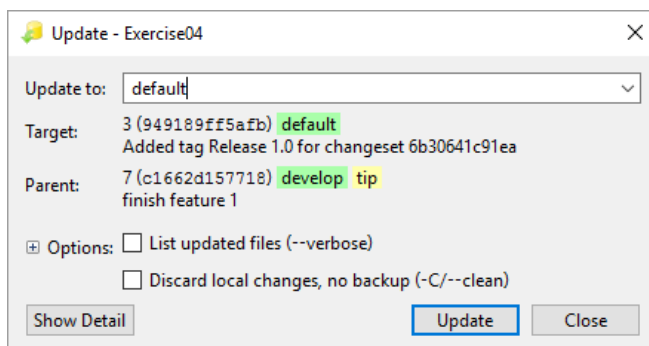 Update - Exercise04
Update to: default
Target: 3 (949189ff5afb) default
Added tag Release 1.0 for changeset 6b30641c91ea
Parent: 7 (c1662d157718) develop tip
finish feature 1
Options: List updated files (--verbose)
Discard local changes, no backup (-C/--clean)
Show Detail Update Close